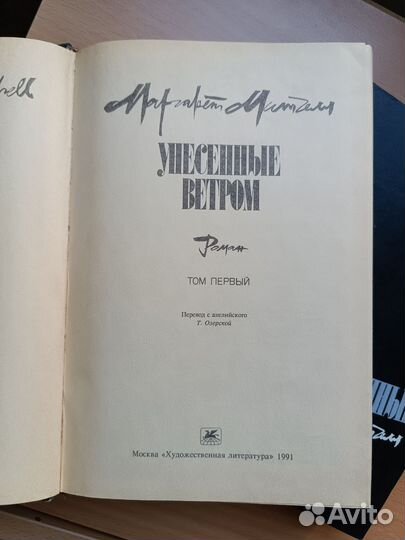 Маргарет Митчелл
УНЕСЕННЫЕ
ВЕТРОМ
Роман
ТОМ ПЕРВЫЙ
Перевод с английского
Т. Озерской
Москва «Художественная литература» 1991
Avito